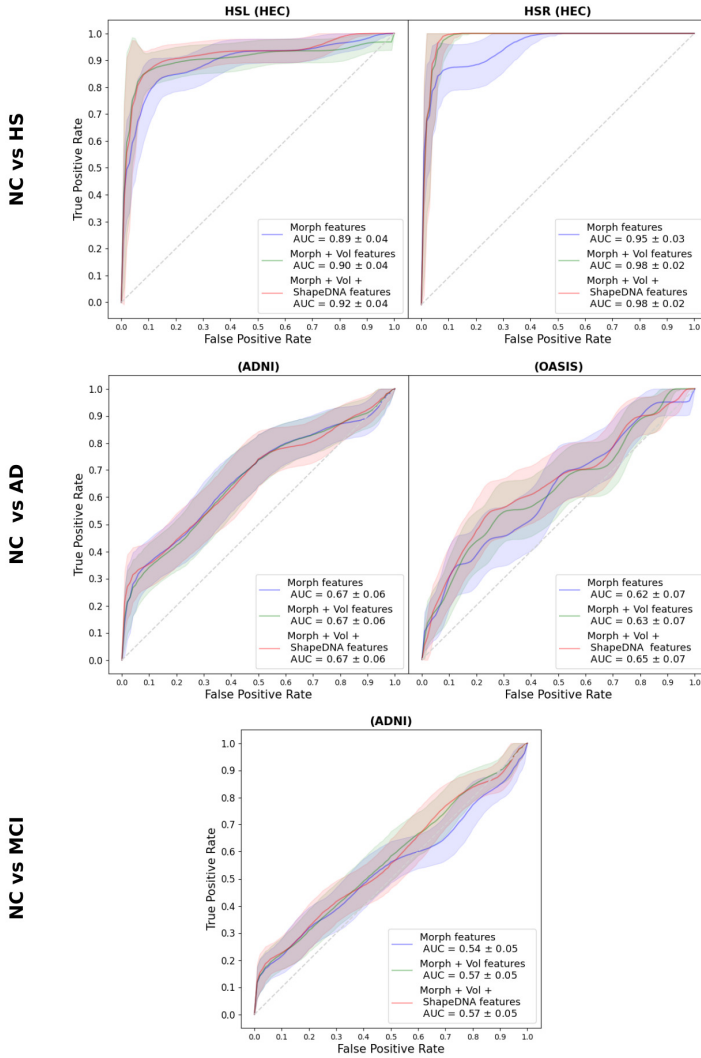 NC vs HS
HSL (HEC)
True Positive Rate
1.0
0.9
0.8
0.7
0.6
0.5
0.4
0.3
0.2
0.1
0.0
Morph features
AUC = 0.89 ± 0.04
Morph + Vol features
AUC = 0.90 ± 0.04
Morph + Vol +
ShapeDNA features
AUC = 0.92 ± 0.04
0.0 0.1 0.2 0.3 0.4 0.5 0.6 0.7 0.8 0.9 1.0
False Positive Rate
HSR (HEC)
Morph features
AUC = 0.95 ± 0.03
Morph + Vol features
AUC = 0.98 ± 0.02
Morph + Vol +
ShapeDNA features
AUC = 0.98 ± 0.02
0.0 0.1 0.2 0.3 0.4 0.5 0.6 0.7 0.8 0.9 1.0
False Positive Rate
NC vs AD
(ADNI)
True Positive Rate
1.0
0.9
0.8
0.7
0.6
0.5
0.4
0.3
0.2
0.1
0.0
Morph features
AUC = 0.67 ± 0.06
Morph + Vol features
AUC = 0.67 ± 0.06
Morph + Vol +
ShapeDNA features
AUC = 0.67 ± 0.06
0.0 0.1 0.2 0.3 0.4 0.5 0.6 0.7 0.8 0.9 1.0
False Positive Rate
(OASIS)
Morph features
AUC = 0.62 ± 0.07
Morph + Vol features
AUC = 0.63 ± 0.07
Morph + Vol +
ShapeDNA features
AUC = 0.65 ± 0.07
0.0 0.1 0.2 0.3 0.4 0.5 0.6 0.7 0.8 0.9 1.0
False Positive Rate
NC vs MCI
(ADNI)
True Positive Rate
1.0
0.9
0.8
0.7
0.6
0.5
0.4
0.3
0.2
0.1
0.0
Morph features
AUC = 0.54 ± 0.05
Morph + Vol features
AUC = 0.57 ± 0.05
Morph + Vol +
ShapeDNA features
AUC = 0.57 ± 0.05
0.0 0.1 0.2 0.3 0.4 0.5 0.6 0.7 0.8 0.9 1.0
False Positive Rate